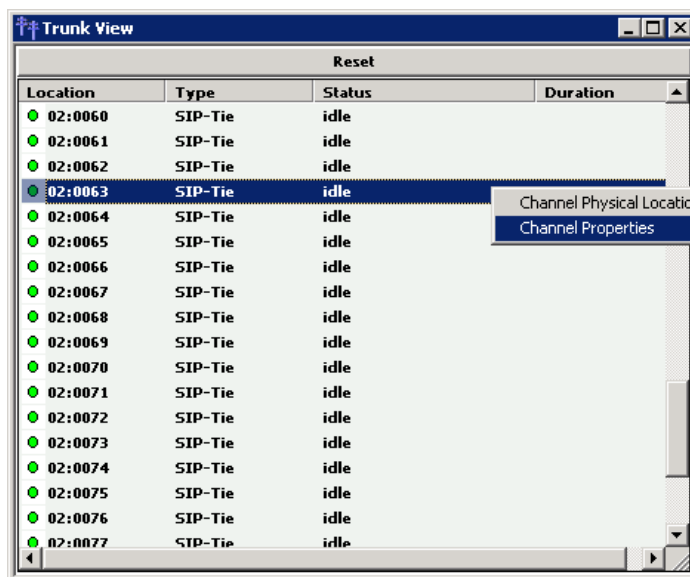 Trunk View
Reset
Location Type Status Duration
02:0060 SIP-Tie idle
02:0061 SIP-Tie idle
02:0062 SIP-Tie idle
02:0063 SIP-Tie idle
Channel Physical Locatio
02:0064 SIP-Tie idle
Channel Properties
02:0065 SIP-Tie idle
02:0066 SIP-Tie idle
02:0067 SIP-Tie idle
02:0068 SIP-Tie idle
02:0069 SIP-Tie idle
02:0070 SIP-Tie idle
02:0071 SIP-Tie idle
02:0072 SIP-Tie idle
02:0073 SIP-Tie idle
02:0074 SIP-Tie idle
02:0075 SIP-Tie idle
02:0076 SIP-Tie idle
02:0077 SIP-Tie idle